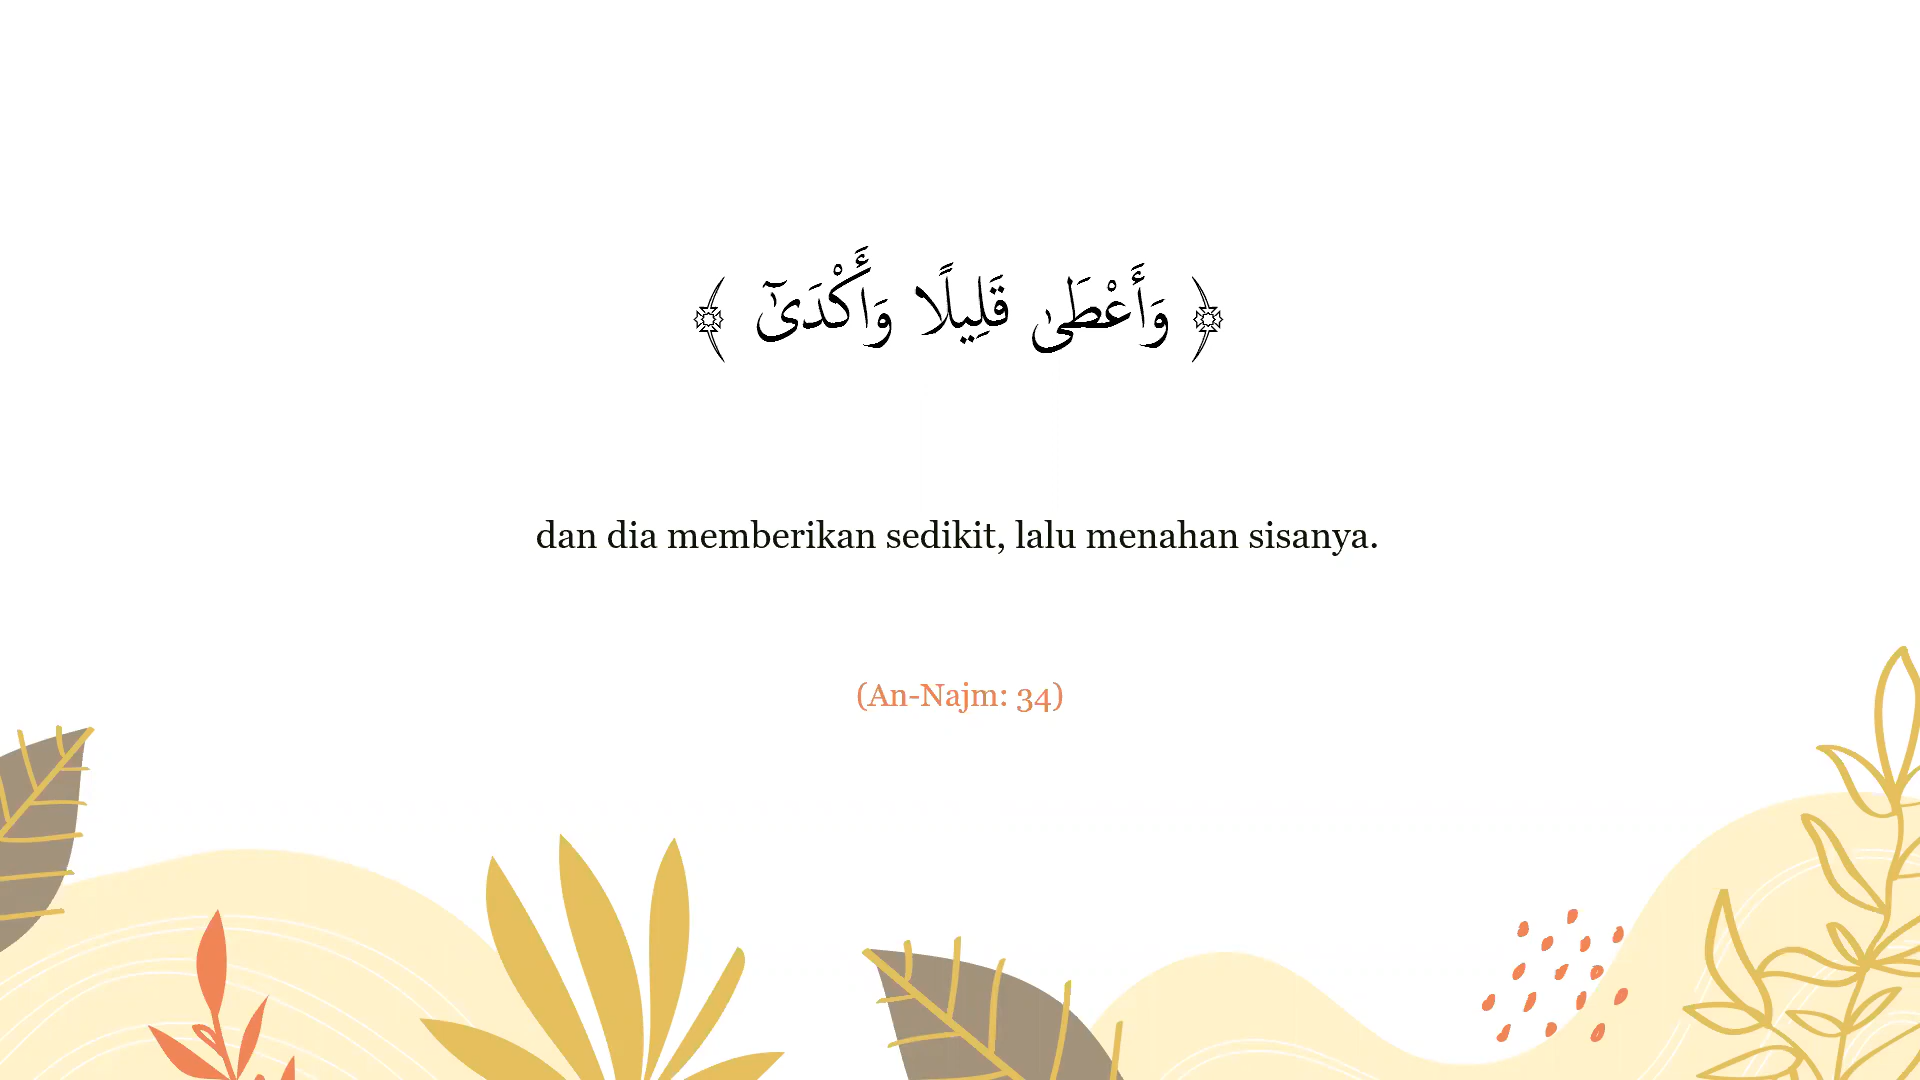 ﴿ وَأَعْطَىٰ قَلِيلًا وَأَكْدَىٰٓ ﴾
dan dia memberikan sedikit, lalu menahan sisanya.
(An-Najm: 34)